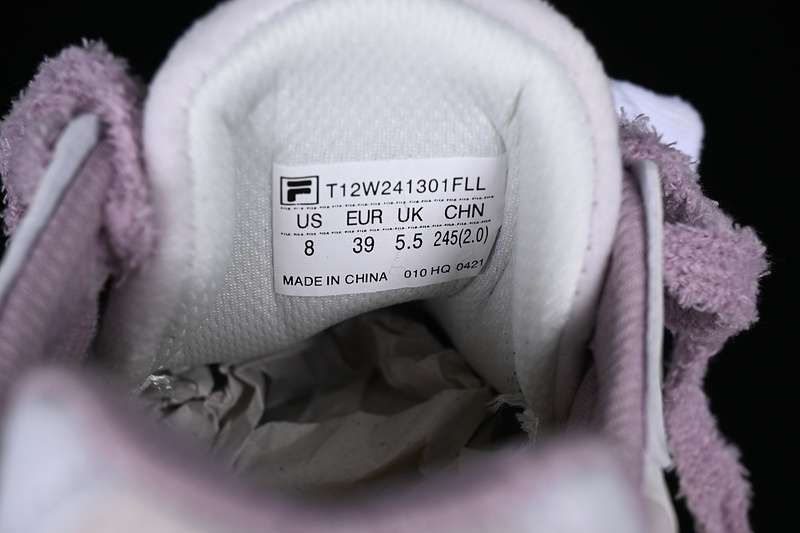 F T12W241301FLL
US EUR UK CHN
8 39 5.5 245(2.0)
MADE IN CHINA 010 HQ 0421